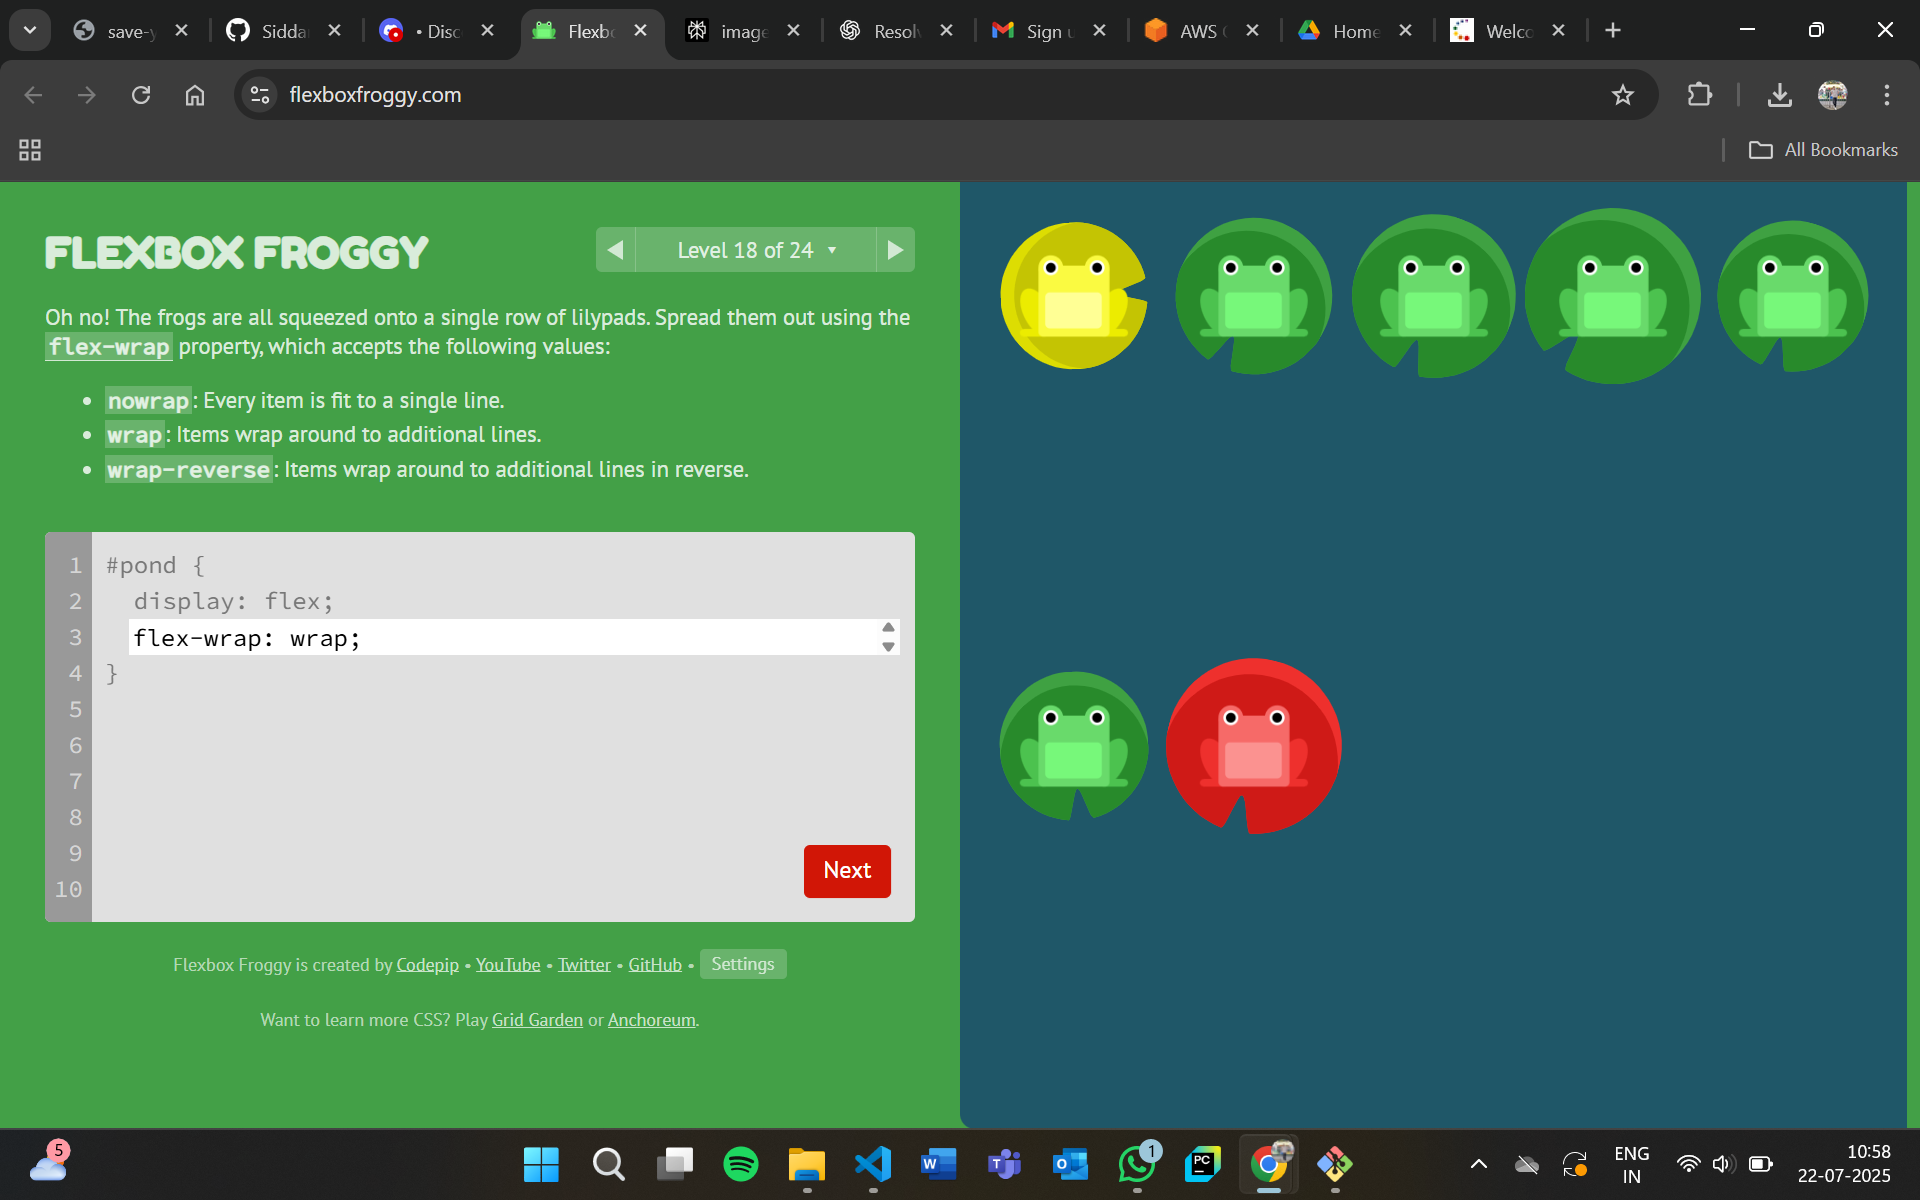 save-y
Sidda
• Disc
Flexbo
image
Resolv
Sign u
AWS C
Home
Welco
flexboxfroggy.com
All Bookmarks
FLEXBOX FROGGY
Level 18 of 24
Oh no! The frogs are all squeezed onto a single row of lilypads. Spread them out using the
flex-wrap property, which accepts the following values:
• nowrap: Every item is fit to a single line.
• wrap: Items wrap around to additional lines.
• wrap-reverse: Items wrap around to additional lines in reverse.
1 #pond {
2 display: flex;
3 flex-wrap: wrap;
4 }
5
6
7
8
9
10
Next
Flexbox Froggy is created by Codepip • YouTube • Twitter • GitHub • Settings
Want to learn more CSS? Play Grid Garden or Anchoreum.
5
W
T
O
1
PC
ENG
IN
10:58
22-07-2025